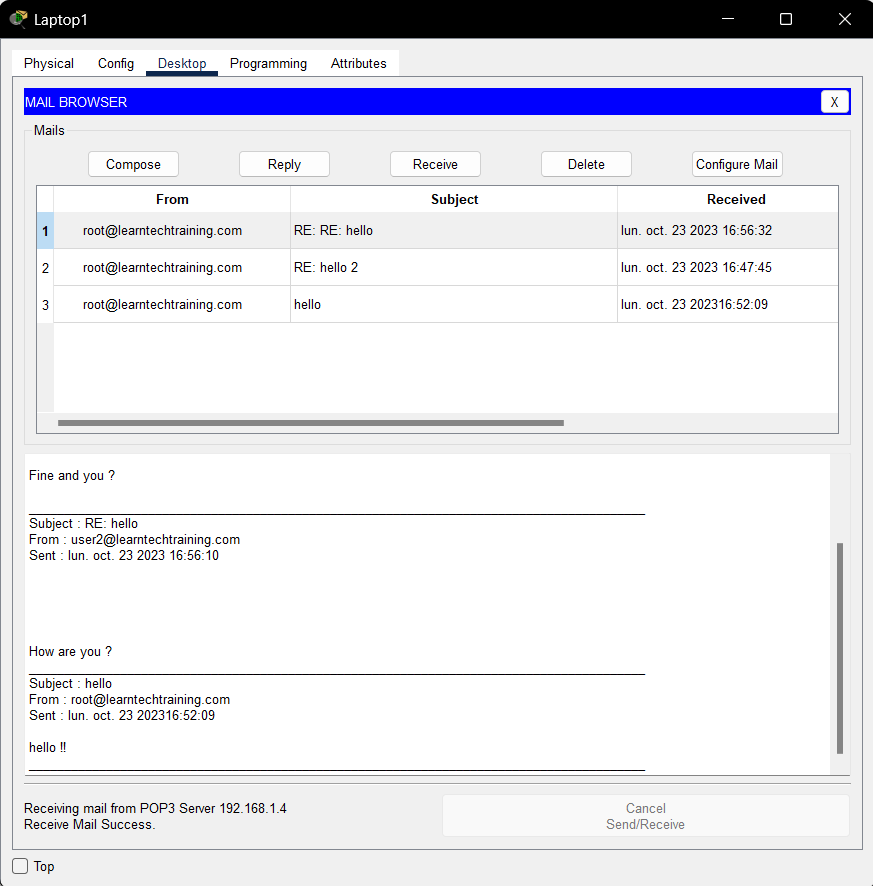 Laptop1
Physical Config Desktop Programming Attributes
MAIL BROWSER X
Mails
Compose Reply Receive Delete Configure Mail
From Subject Received
1 root@learntechtraining.com RE: RE: hello lun. oct. 23 2023 16:56:32
2 root@learntechtraining.com RE: hello 2 lun. oct. 23 2023 16:47:45
3 root@learntechtraining.com hello lun. oct. 23 202316:52:09
Fine and you ?
Subject : RE: hello
From : user2@learntechtraining.com
Sent : lun. oct. 23 2023 16:56:10
How are you ?
Subject : hello
From : root@learntechtraining.com
Sent : lun. oct. 23 202316:52:09
hello !!
Receiving mail from POP3 Server 192.168.1.4
Receive Mail Success.
Cancel
Send/Receive
Top